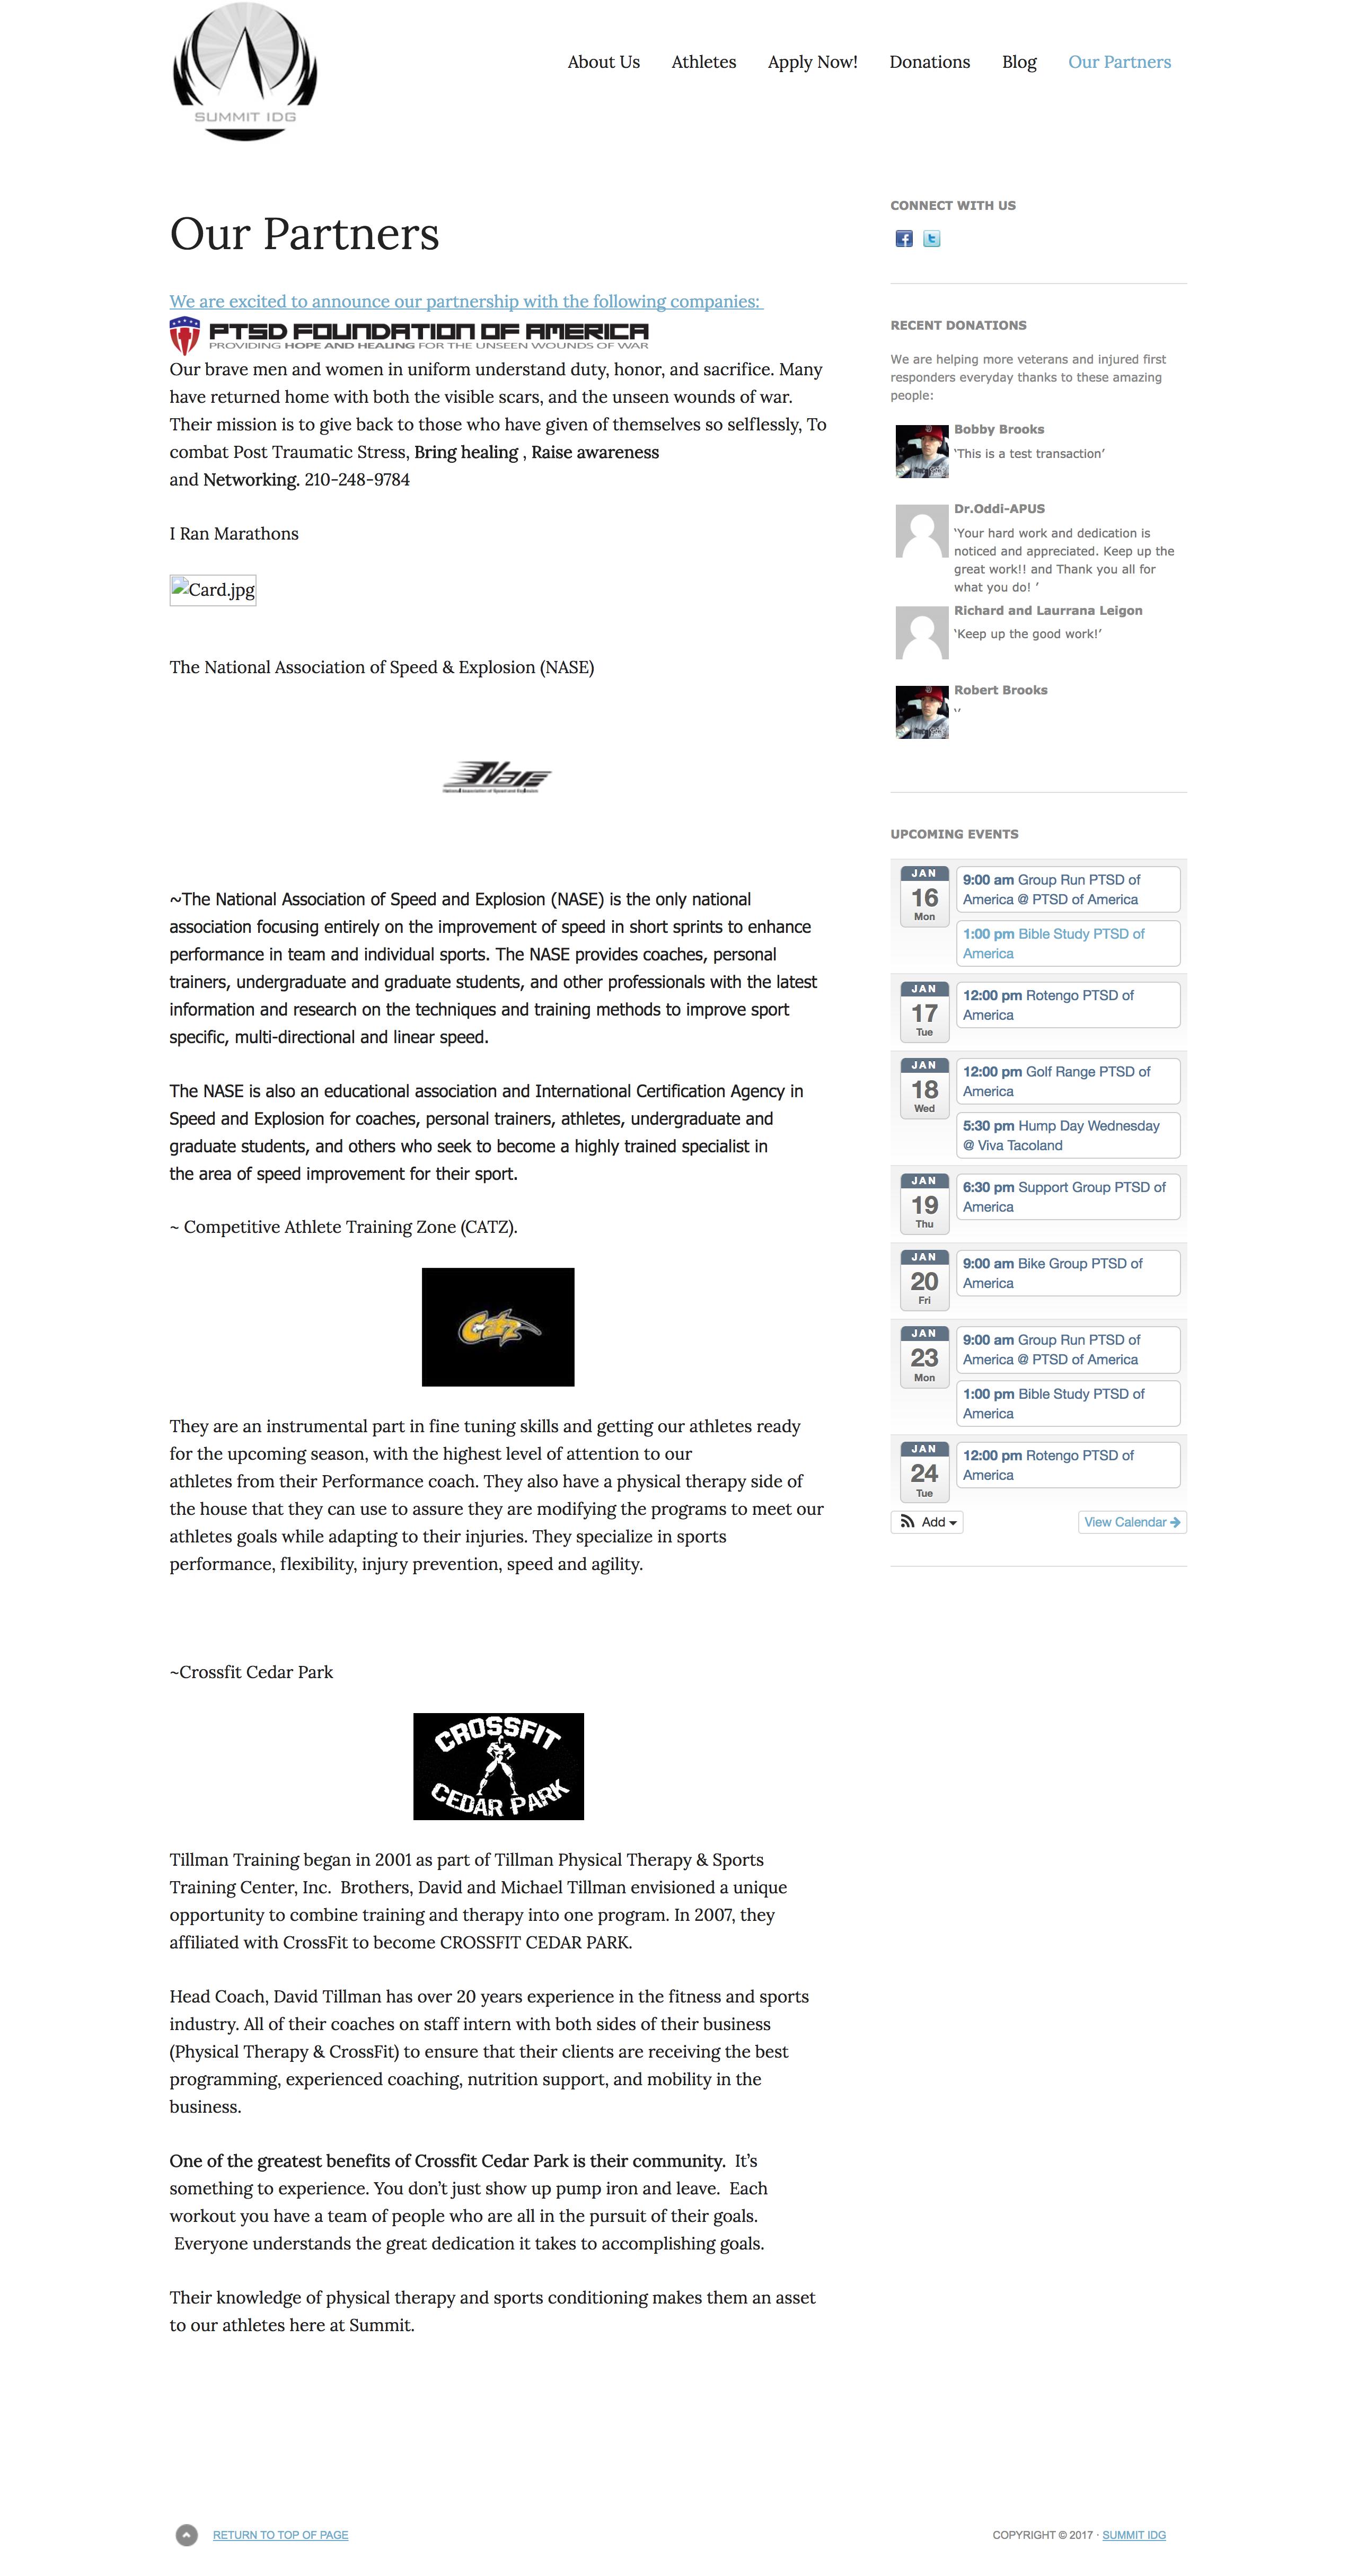 SUMMIT IDG
About Us Athletes Apply Now! Donations Blog Our Partners
Our Partners
We are excited to announce our partnership with the following companies:
PTSD FOUNDATION OF AMERICA
PROVIDING HOPE AND HEALING FOR THE UNSEEN WOUNDS OF WAR
Our brave men and women in uniform understand duty, honor, and sacrifice. Many
have returned home with both the visible scars, and the unseen wounds of war.
Their mission is to give back to those who have given of themselves so selflessly, To
combat Post Traumatic Stress, Bring healing , Raise awareness
and Networking. 210-248-9784
I Ran Marathons
Card.jpg
The National Association of Speed & Explosion (NASE)
NASE
National Association of Speed and Explosion
~The National Association of Speed and Explosion (NASE) is the only national
association focusing entirely on the improvement of speed in short sprints to enhance
performance in team and individual sports. The NASE provides coaches, personal
trainers, undergraduate and graduate students, and other professionals with the latest
information and research on the techniques and training methods to improve sport
specific, multi-directional and linear speed.
The NASE is also an educational association and International Certification Agency in
Speed and Explosion for coaches, personal trainers, athletes, undergraduate and
graduate students, and others who seek to become a highly trained specialist in
the area of speed improvement for their sport.
~ Competitive Athlete Training Zone (CATZ).
Catz
They are an instrumental part in fine tuning skills and getting our athletes ready
for the upcoming season, with the highest level of attention to our
athletes from their Performance coach. They also have a physical therapy side of
the house that they can use to assure they are modifying the programs to meet our
athletes goals while adapting to their injuries. They specialize in sports
performance, flexibility, injury prevention, speed and agility.
~Crossfit Cedar Park
CROSSFIT
CEDAR PARK
Tillman Training began in 2001 as part of Tillman Physical Therapy & Sports
Training Center, Inc.  Brothers, David and Michael Tillman envisioned a unique
opportunity to combine training and therapy into one program. In 2007, they
affiliated with CrossFit to become CROSSFIT CEDAR PARK.
Head Coach, David Tillman has over 20 years experience in the fitness and sports
industry. All of their coaches on staff intern with both sides of their business
(Physical Therapy & CrossFit) to ensure that their clients are receiving the best
programming, experienced coaching, nutrition support, and mobility in the
business.
One of the greatest benefits of Crossfit Cedar Park is their community.  It's
something to experience. You don't just show up pump iron and leave.  Each
workout you have a team of people who are all in the pursuit of their goals.
Everyone understands the great dedication it takes to accomplishing goals.
Their knowledge of physical therapy and sports conditioning makes them an asset
to our athletes here at Summit.
CONNECT WITH US
RECENT DONATIONS
We are helping more veterans and injured first
responders everyday thanks to these amazing
people:
Bobby Brooks
'This is a test transaction'
Dr.Oddi-APUS
'Your hard work and dedication is
noticed and appreciated. Keep up the
great work!! and Thank you all for
what you do! '
Richard and Laurrana Leigon
'Keep up the good work!'
Robert Brooks
''
UPCOMING EVENTS
JAN
16
Mon
9:00 am Group Run PTSD of
America @ PTSD of America
1:00 pm Bible Study PTSD of
America
JAN
17
Tue
12:00 pm Rotengo PTSD of
America
JAN
18
Wed
12:00 pm Golf Range PTSD of
America
5:30 pm Hump Day Wednesday
@ Viva Tacoland
JAN
19
Thu
6:30 pm Support Group PTSD of
America
JAN
20
Fri
9:00 am Bike Group PTSD of
America
JAN
23
Mon
9:00 am Group Run PTSD of
America @ PTSD of America
1:00 pm Bible Study PTSD of
America
JAN
24
Tue
12:00 pm Rotengo PTSD of
America
Add
View Calendar
RETURN TO TOP OF PAGE
COPYRIGHT © 2017 · SUMMIT IDG